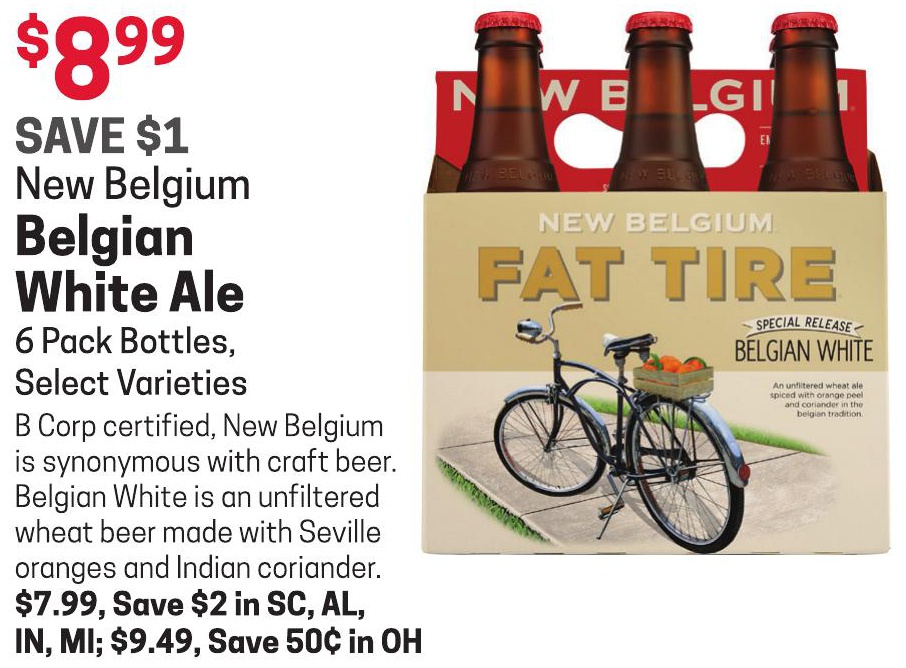 $8.99
SAVE $1
New Belgium
Belgian
White Ale
6 Pack Bottles,
Select Varieties
B Corp certified, New Belgium
is synonymous with craft beer.
Belgian White is an unfiltered
wheat beer made with Seville
oranges and Indian coriander.
$7.99, Save $2 in SC, AL,
IN, MI; $9.49, Save 50¢ in OH
NEW BELGIUM
FAT TIRE
SPECIAL RELEASE
BELGIAN WHITE
An unfiltered wheat ale
spiced with orange peel
and coriander in the
belgian tradition.